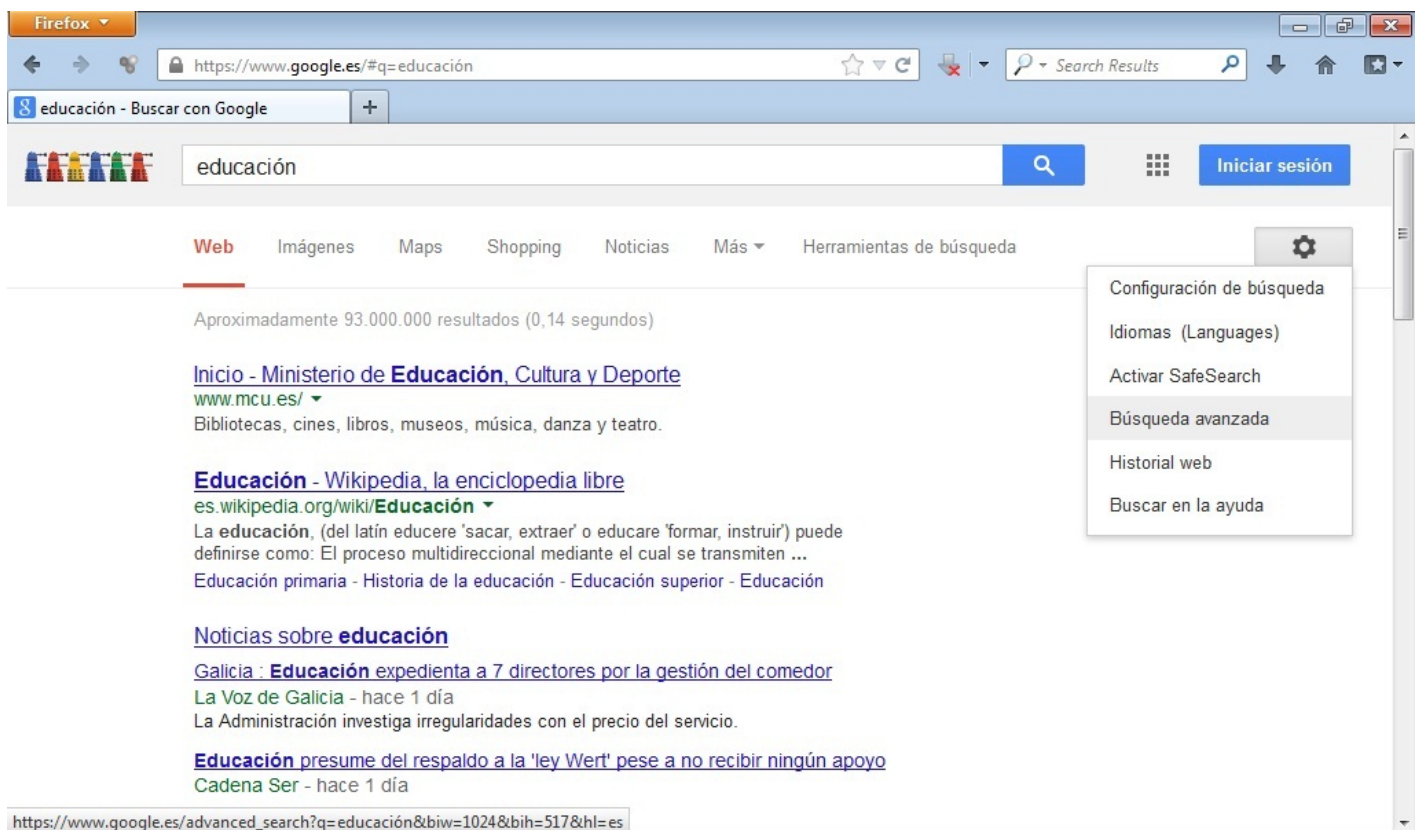 Firefox
https://www.google.es/#q=educación
Search Results
8 educación - Buscar con Google
+
educación
Iniciar sesión
Web Imágenes Maps Shopping Noticias Más Herramientas de búsqueda
Configuración de búsqueda
Idiomas (Languages)
Activar SafeSearch
Búsqueda avanzada
Historial web
Buscar en la ayuda
Aproximadamente 93.000.000 resultados (0,14 segundos)
Inicio - Ministerio de Educación, Cultura y Deporte
www.mcu.es/
Bibliotecas, cines, libros, museos, música, danza y teatro.
Educación - Wikipedia, la enciclopedia libre
es.wikipedia.org/wiki/Educación
La educación, (del latín educere 'sacar, extraer' o educare 'formar, instruir') puede
definirse como: El proceso multidireccional mediante el cual se transmiten ...
Educación primaria - Historia de la educación - Educación superior - Educación
Noticias sobre educación
Galicia : Educación expedienta a 7 directores por la gestión del comedor
La Voz de Galicia - hace 1 día
La Administración investiga irregularidades con el precio del servicio.
Educación presume del respaldo a la 'ley Wert' pese a no recibir ningún apoyo
Cadena Ser - hace 1 día
https://www.google.es/advanced_search?q=educación&biw=1024&bih=517&hl=es